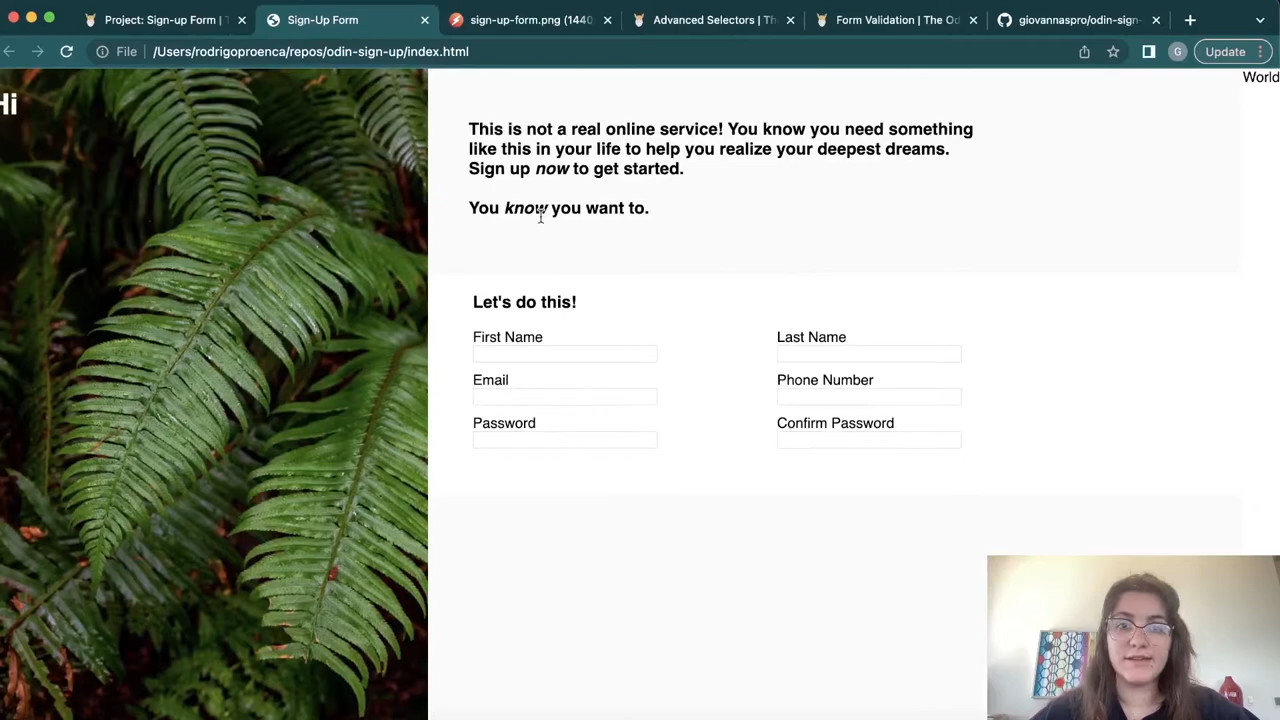 Project: Sign-up Form | T
Sign-Up Form
sign-up-form.png (1440
Advanced Selectors | Th
Form Validation | The Od
giovannaspro/odin-sign-
File
/Users/rodrigoproenca/repos/odin-sign-up/index.html
G
Update
Hi
World
This is not a real online service! You know you need something
like this in your life to help you realize your deepest dreams.
Sign up now to get started.
You know you want to.
Let's do this!
First Name
Last Name
Email
Phone Number
Password
Confirm Password